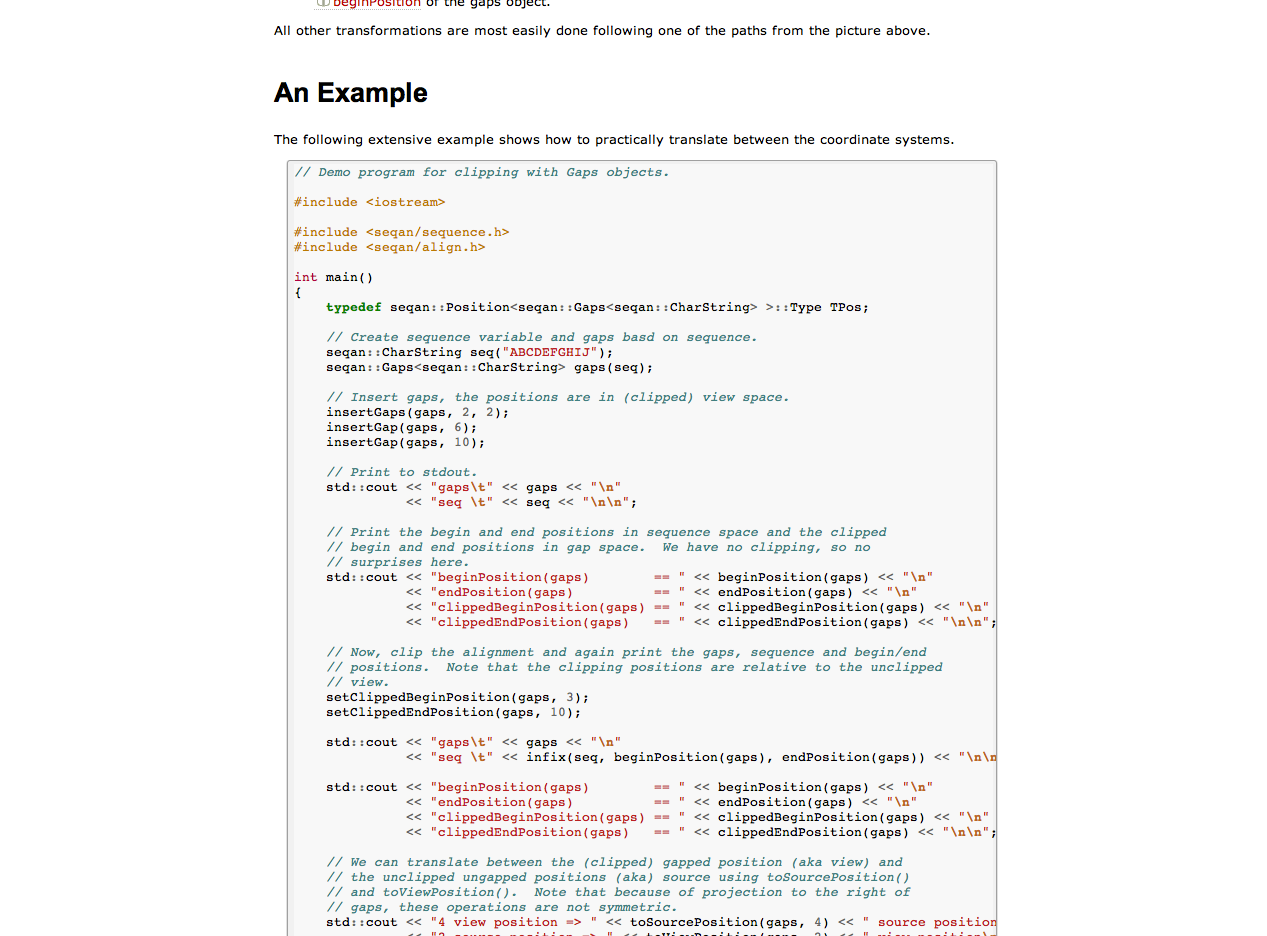 beginPosition of the gaps object.
All other transformations are most easily done following one of the paths from the picture above.
An Example
The following extensive example shows how to practically translate between the coordinate systems.
// Demo program for clipping with Gaps objects.
#include <iostream>
#include <seqan/sequence.h>
#include <seqan/align.h>
int main()
{
    typedef seqan::Position<seqan::Gaps<seqan::CharString> >::Type TPos;
    // Create sequence variable and gaps basd on sequence.
    seqan::CharString seq("ABCDEFGHIJ");
    seqan::Gaps<seqan::CharString> gaps(seq);
    // Insert gaps, the positions are in (clipped) view space.
    insertGaps(gaps, 2, 2);
    insertGap(gaps, 6);
    insertGap(gaps, 10);
    // Print to stdout.
    std::cout << "gaps\t" << gaps << "\n"
              << "seq \t" << seq << "\n\n";
    // Print the begin and end positions in sequence space and the clipped
    // begin and end positions in gap space.  We have no clipping, so no
    // surprises here.
    std::cout << "beginPosition(gaps)        == " << beginPosition(gaps) << "\n"
              << "endPosition(gaps)          == " << endPosition(gaps) << "\n"
              << "clippedBeginPosition(gaps) == " << clippedBeginPosition(gaps) << "\n"
              << "clippedEndPosition(gaps)   == " << clippedEndPosition(gaps) << "\n\n";
    // Now, clip the alignment and again print the gaps, sequence and begin/end
    // positions.  Note that the clipping positions are relative to the unclipped
    // view.
    setClippedBeginPosition(gaps, 3);
    setClippedEndPosition(gaps, 10);
    std::cout << "gaps\t" << gaps << "\n"
              << "seq \t" << infix(seq, beginPosition(gaps), endPosition(gaps)) << "\n\n
    std::cout << "beginPosition(gaps)        == " << beginPosition(gaps) << "\n"
              << "endPosition(gaps)          == " << endPosition(gaps) << "\n"
              << "clippedBeginPosition(gaps) == " << clippedBeginPosition(gaps) << "\n"
              << "clippedEndPosition(gaps)   == " << clippedEndPosition(gaps) << "\n\n";
    // We can translate between the (clipped) gapped position (aka view) and
    // the unclipped ungapped positions (aka) source using toSourcePosition()
    // and toViewPosition().  Note that because of projection to the right of
    // gaps, these operations are not symmetric.
    std::cout << "4 view position => " << toSourcePosition(gaps, 4) << " source position